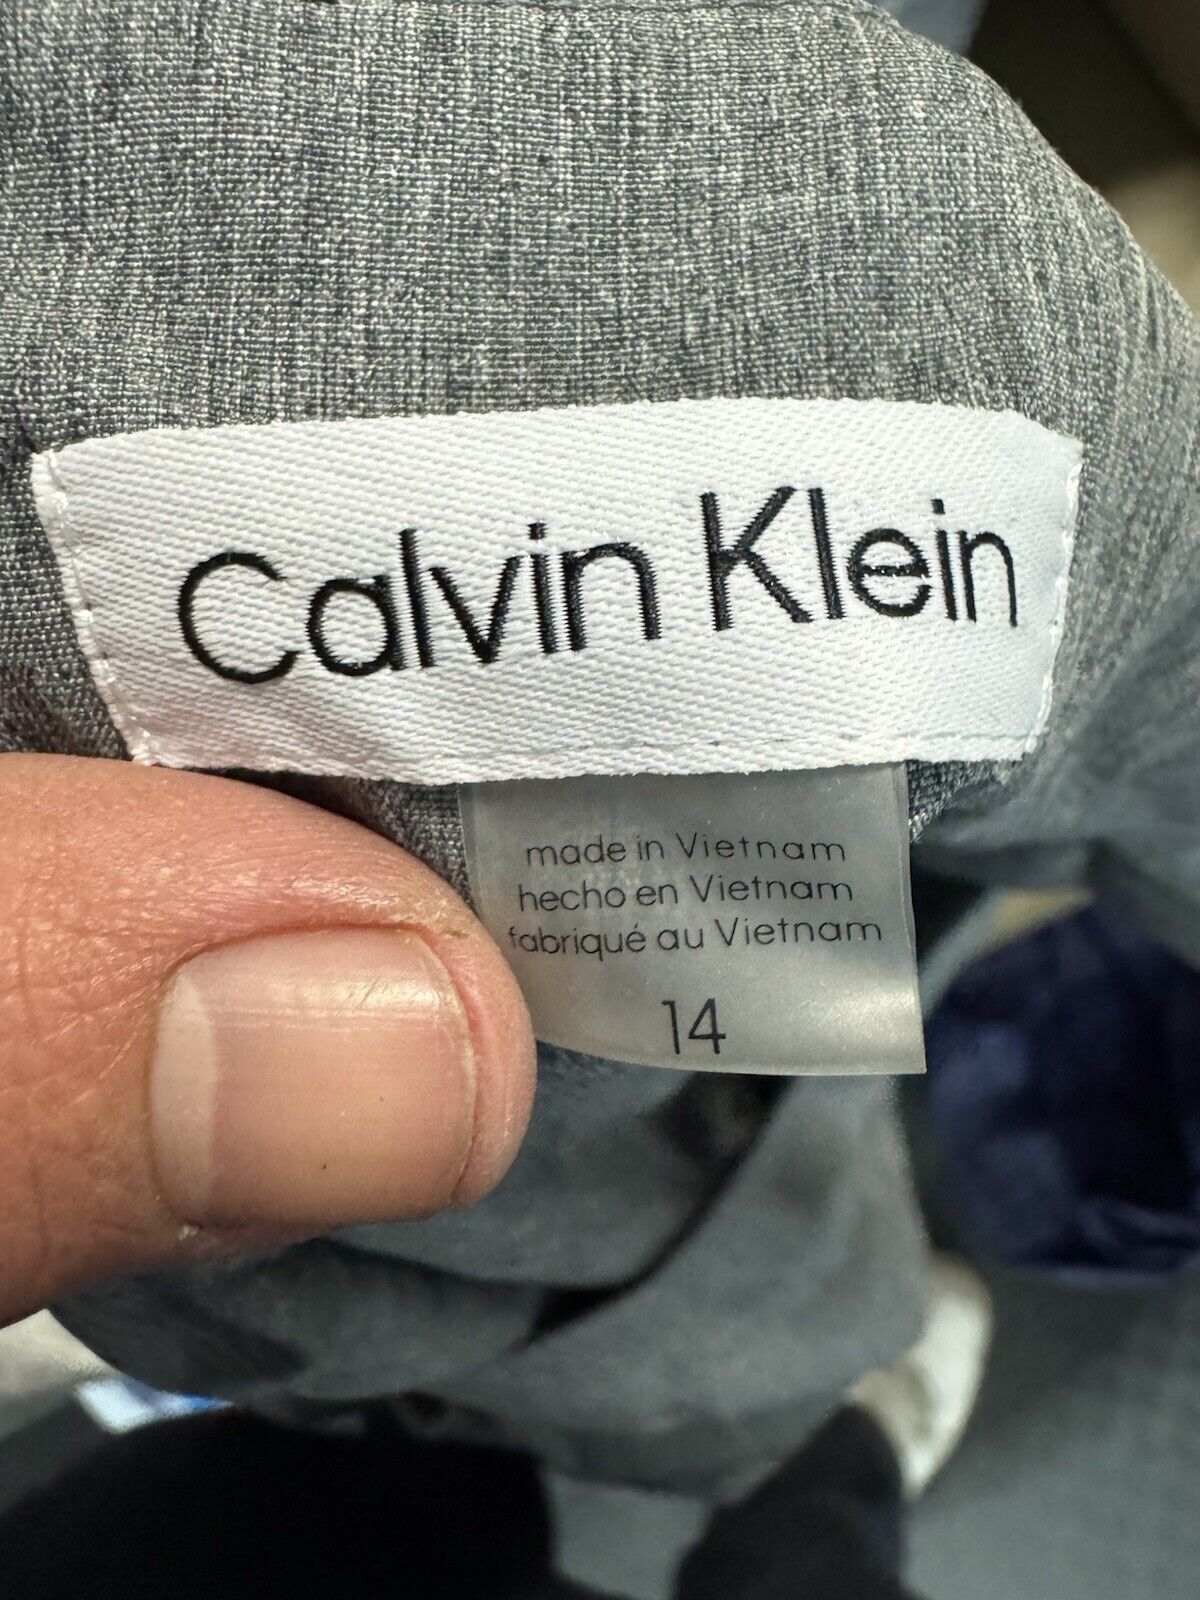 Calvin Klein
made in Vietnam
hecho en Vietnam
fabriqué au Vietnam
14